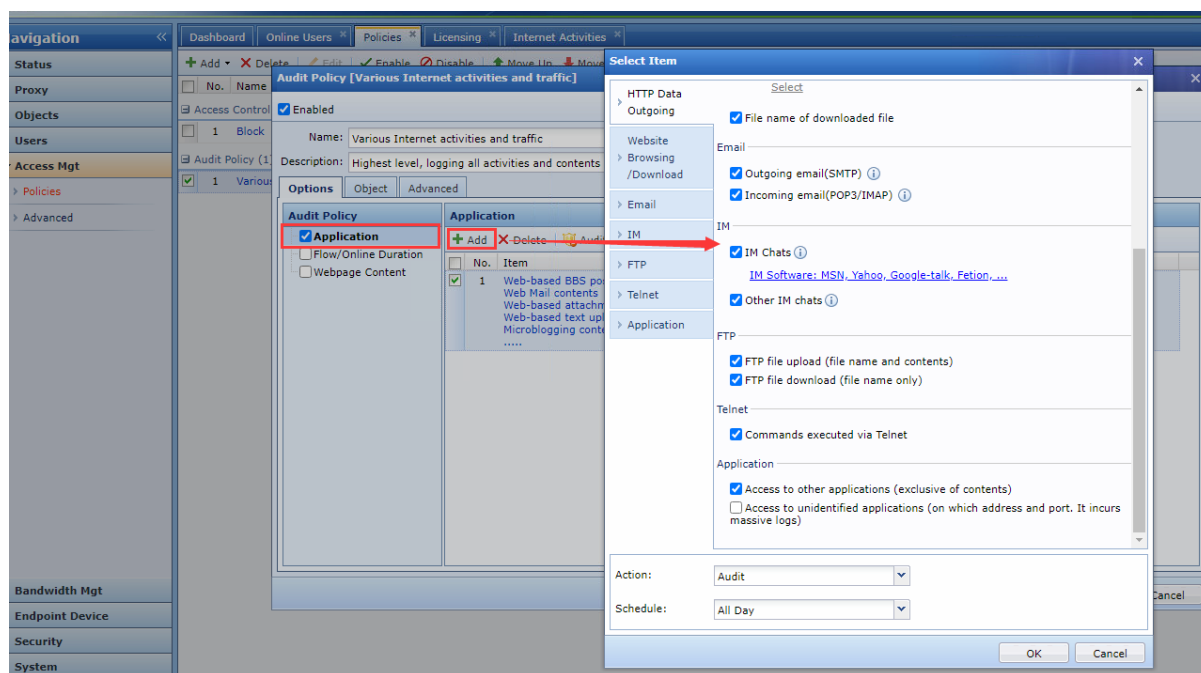 avigation
Dashboard
Online Users
Policies
Licensing
Internet Activities
Status
Proxy
Objects
Users
Access Mgt
Policies
Advanced
Bandwidth Mgt
Endpoint Device
Security
System
Add
Delete
Edit
Enable
Disable
Move Up
Move
No. Name
Access Control
1 Block
Audit Policy (1)
1 Various
Audit Policy [Various Internet activities and traffic]
Enabled
Name: Various Internet activities and traffic
Description: Highest level, logging all activities and contents
Options
Object
Advanced
Audit Policy
Application
Flow/Online Duration
Webpage Content
Application
Add
Delete
No. Item
1 Web-based BBS
Web Mail contents
Web-based
Web-based text
Microblogging
.....
Cancel
Select Item
HTTP Data
Outgoing
Website
Browsing
/Download
Email
IM
FTP
Telnet
Application
Select
File name of downloaded file
Email
Outgoing email(SMTP)
Incoming email(POP3/IMAP)
IM
IM Chats
IM Software: MSN, Yahoo, Google-talk, Fetion, ...
Other IM chats
FTP
FTP file upload (file name and contents)
FTP file download (file name only)
Telnet
Commands executed via Telnet
Application
Access to other applications (exclusive of contents)
Access to unidentified applications (on which address and port. It incurs
massive logs)
Action: Audit
Schedule: All Day
OK
Cancel